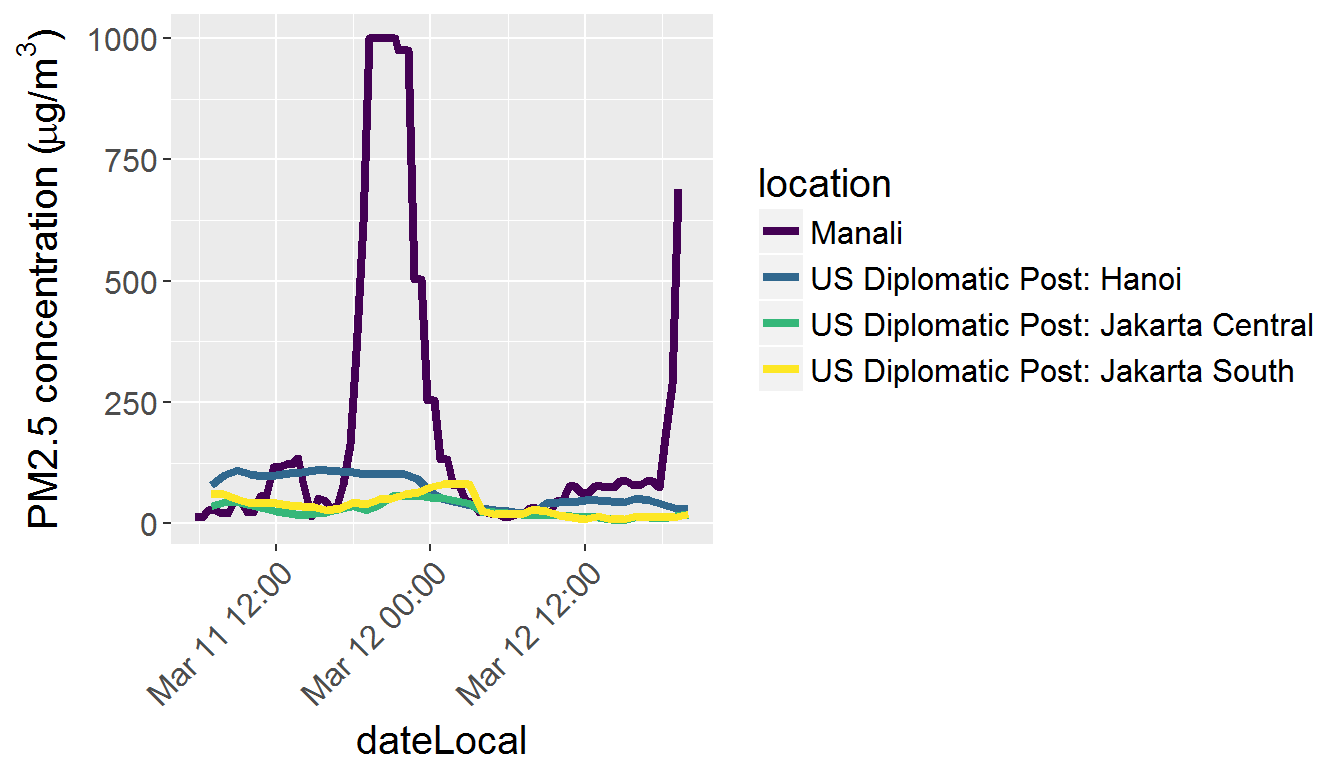 PM2.5 concentration (μg/m³)
1000
750
500
250
0
Mar 11 12:00
Mar 12 00:00
Mar 12 12:00
dateLocal
location
Manali
US Diplomatic Post: Hanoi
US Diplomatic Post: Jakarta Central
US Diplomatic Post: Jakarta South